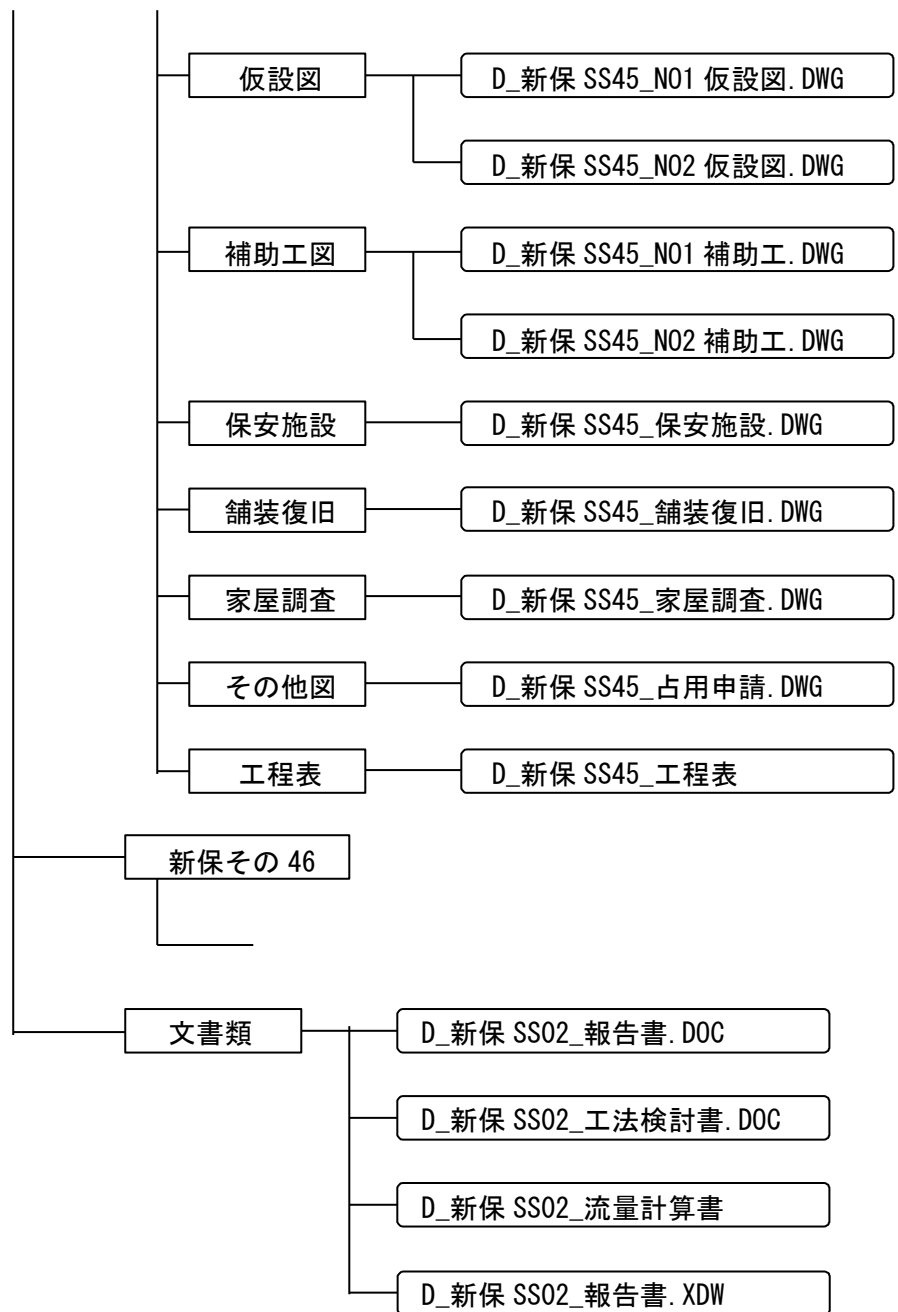 仮設図 D_新保 SS45_NO1 仮設図.DWG
D_新保 SS45_NO2 仮設図.DWG
補助工図 D_新保 SS45_NO1 補助工.DWG
D_新保 SS45_NO2 補助工.DWG
保安施設 D_新保 SS45_保安施設.DWG
舗装復旧 D_新保 SS45_舗装復旧.DWG
家屋調査 D_新保 SS45_家屋調査.DWG
その他図 D_新保 SS45_占用申請.DWG
工程表 D_新保 SS45_工程表
新保その 46
文書類 D_新保 SS02_報告書.DOC
D_新保 SS02_工法検討書.DOC
D_新保 SS02_流量計算書
D_新保 SS02_報告書.XDW